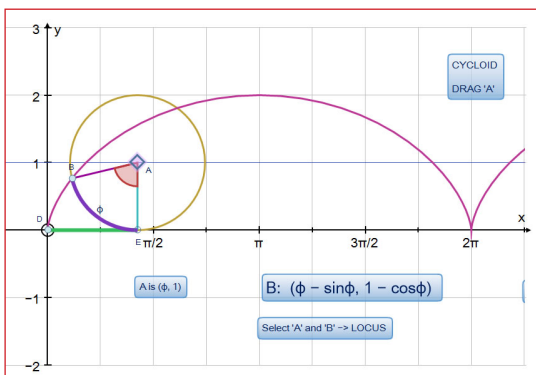 3
y
CYCLOID
DRAG 'A'
2
1
B
A
ϕ
D
E
π/2
π
3π/2
2π
x
A is (ϕ, 1)
B: (ϕ − sinϕ, 1 − cosϕ)
−1
Select 'A' and 'B' −> LOCUS
−2